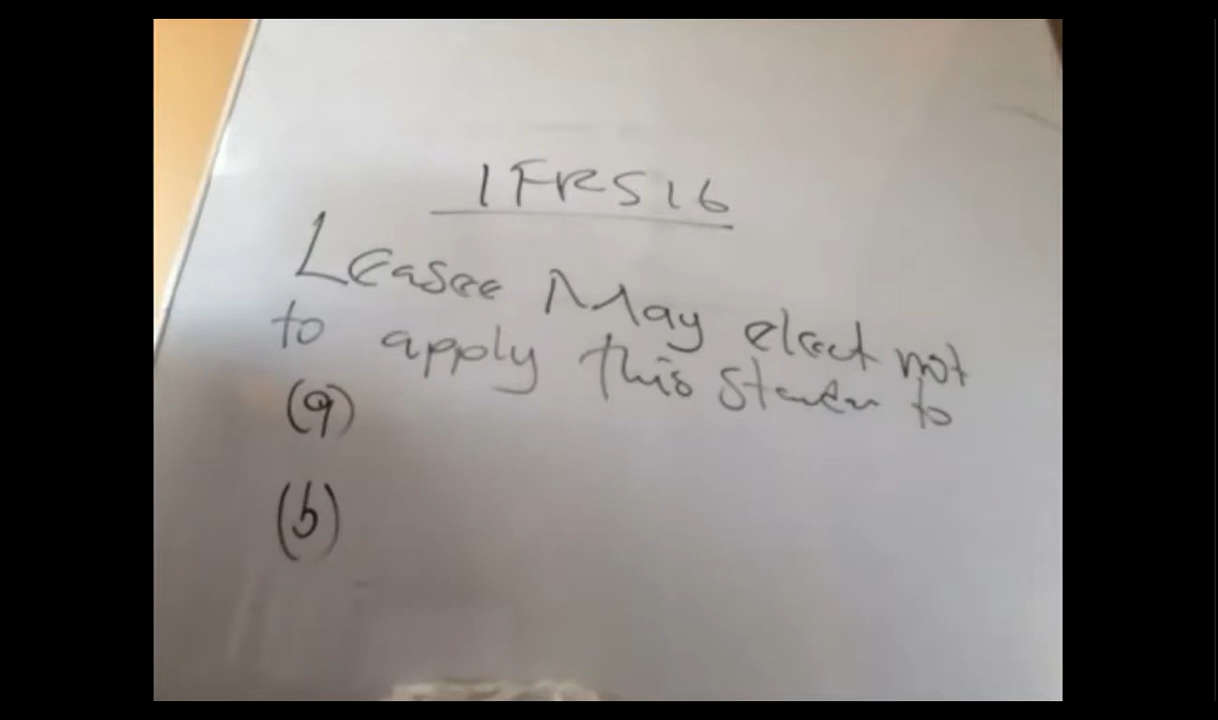 IFRS16
Leasee May elect not
to apply this to
(a)
(b)